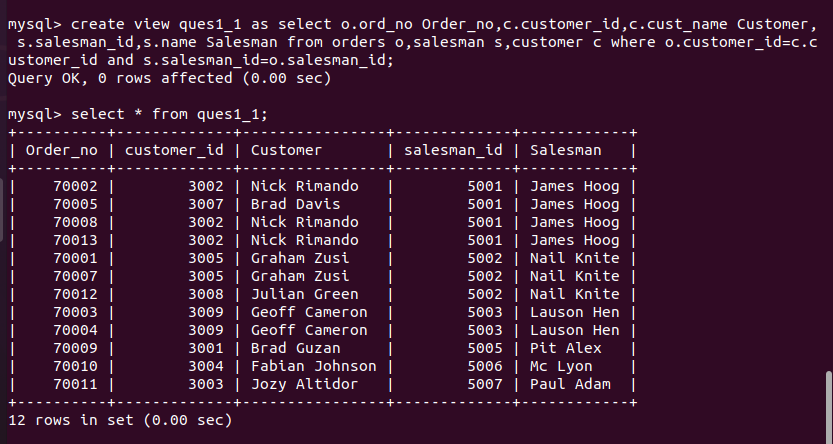 mysql> create view ques1_1 as select o.ord_no Order_no,c.customer_id,c.cust_name Customer,
 s.salesman_id,s.name Salesman from orders o,salesman s,customer c where o.customer_id=c.c
ustomer_id and s.salesman_id=o.salesman_id;
Query OK, 0 rows affected (0.00 sec)

mysql> select * from ques1_1;
+----------+-------------+----------------+-------------+------------+
| Order_no | customer_id | Customer       | salesman_id | Salesman   |
+----------+-------------+----------------+-------------+------------+
|    70002 |        3002 | Nick Rimando   |        5001 | James Hoog |
|    70005 |        3007 | Brad Davis     |        5001 | James Hoog |
|    70008 |        3002 | Nick Rimando   |        5001 | James Hoog |
|    70013 |        3002 | Nick Rimando   |        5001 | James Hoog |
|    70001 |        3005 | Graham Zusi    |        5002 | Nail Knite |
|    70007 |        3005 | Graham Zusi    |        5002 | Nail Knite |
|    70012 |        3008 | Julian Green   |        5002 | Nail Knite |
|    70003 |        3009 | Geoff Cameron  |        5003 | Lauson Hen |
|    70004 |        3009 | Geoff Cameron  |        5003 | Lauson Hen |
|    70009 |        3001 | Brad Guzan     |        5005 | Pit Alex   |
|    70010 |        3004 | Fabian Johnson |        5006 | Mc Lyon    |
|    70011 |        3003 | Jozy Altidor   |        5007 | Paul Adam  |
+----------+-------------+----------------+-------------+------------+
12 rows in set (0.00 sec)